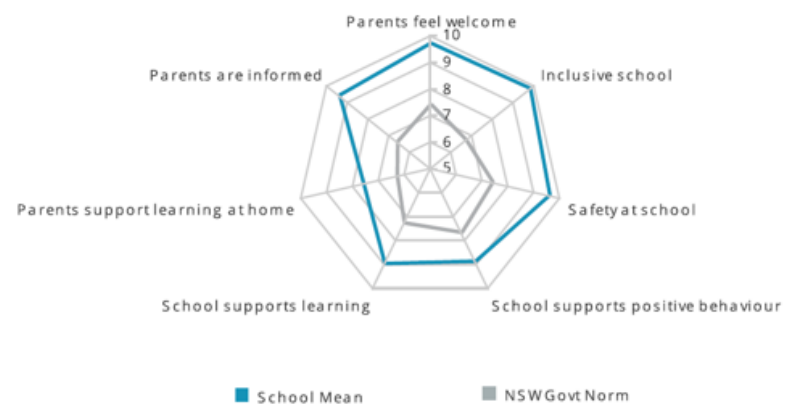 Parents feel welcome
10
9
8
7
6
5
Parents are informed
Inclusive school
Parents support learning at home
Safety at school
School supports learning
School supports positive behaviour
School Mean
NSW Govt Norm